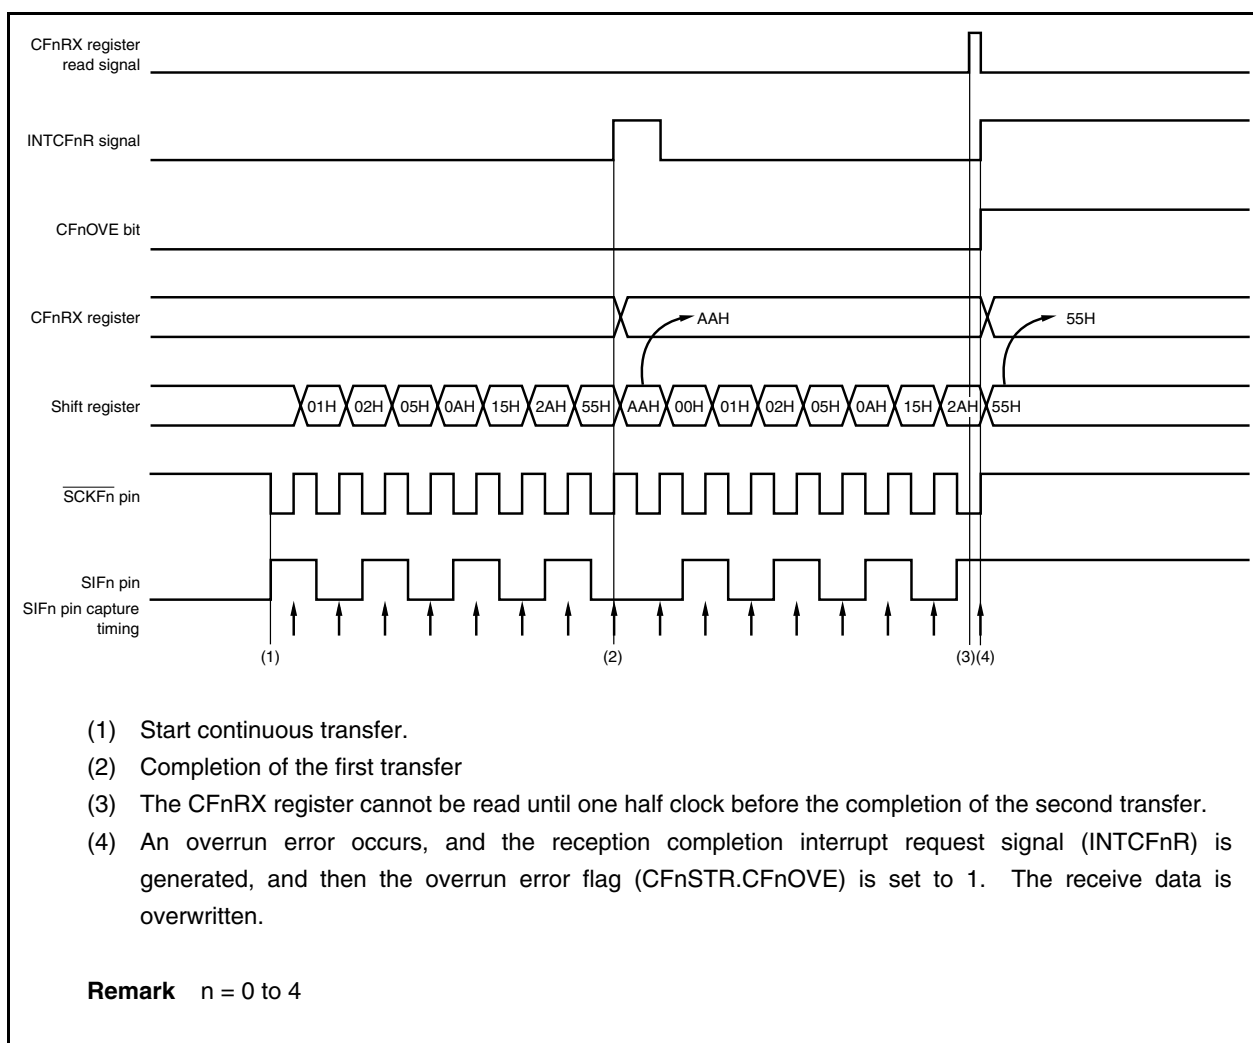 CFnRX register
read signal
INTCFnR signal
CFnOVE bit
CFnRX register
AAH
55H
Shift register
01H 02H 05H 0AH 15H 2AH 55H AAH 00H 01H 02H 05H 0AH 15H 2AH 55H
SCKFn pin
SIFn pin
SIFn pin capture
timing
(1) (2) (3) (4)
(1) Start continuous transfer.
(2) Completion of the first transfer
(3) The CFnRX register cannot be read until one half clock before the completion of the second transfer.
(4) An overrun error occurs, and the reception completion interrupt request signal (INTCFnR) is
generated, and then the overrun error flag (CFnSTR.CFnOVE) is set to 1. The receive data is
overwritten.
Remark n = 0 to 4